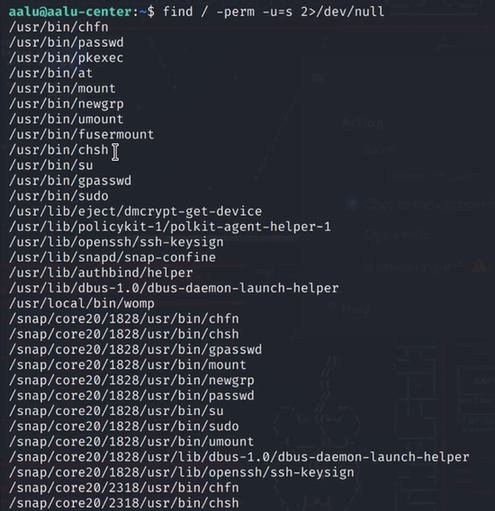 aalu@aalu-center:~$ find / -perm -u=s 2>/dev/null
/usr/bin/chfn
/usr/bin/passwd
/usr/bin/pkexec
/usr/bin/at
/usr/bin/mount
/usr/bin/newgrp
/usr/bin/umount
/usr/bin/fusermount
/usr/bin/chsh
/usr/bin/su
/usr/bin/gpasswd
/usr/bin/sudo
/usr/lib/eject/dmcrypt-get-device
/usr/lib/policykit-1/polkit-agent-helper-1
/usr/lib/openssh/ssh-keysign
/usr/lib/snapd/snap-confine
/usr/lib/authbind/helper
/usr/lib/dbus-1.0/dbus-daemon-launch-helper
/usr/local/bin/womp
/snap/core20/1828/usr/bin/chfn
/snap/core20/1828/usr/bin/chsh
/snap/core20/1828/usr/bin/gpasswd
/snap/core20/1828/usr/bin/mount
/snap/core20/1828/usr/bin/newgrp
/snap/core20/1828/usr/bin/passwd
/snap/core20/1828/usr/bin/su
/snap/core20/1828/usr/bin/sudo
/snap/core20/1828/usr/bin/umount
/snap/core20/1828/usr/lib/dbus-1.0/dbus-daemon-launch-helper
/snap/core20/1828/usr/lib/openssh/ssh-keysign
/snap/core20/2318/usr/bin/chfn
/snap/core20/2318/usr/bin/chsh